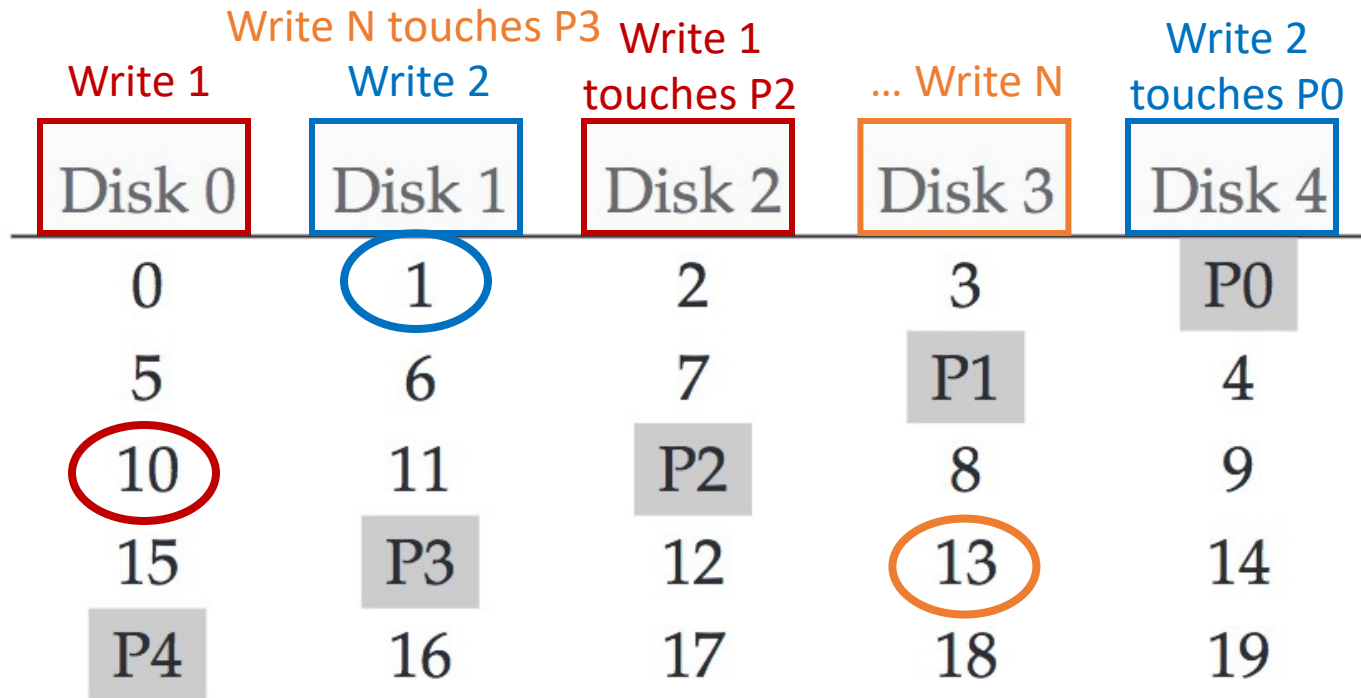 Write N touches P3
Write 1
Write 2
Write 1
touches P2
... Write N
Write 2
touches P0
Disk 0 Disk 1 Disk 2 Disk 3 Disk 4
0 1 2 3 P0
5 6 7 P1 4
10 11 P2 8 9
15 P3 12 13 14
P4 16 17 18 19